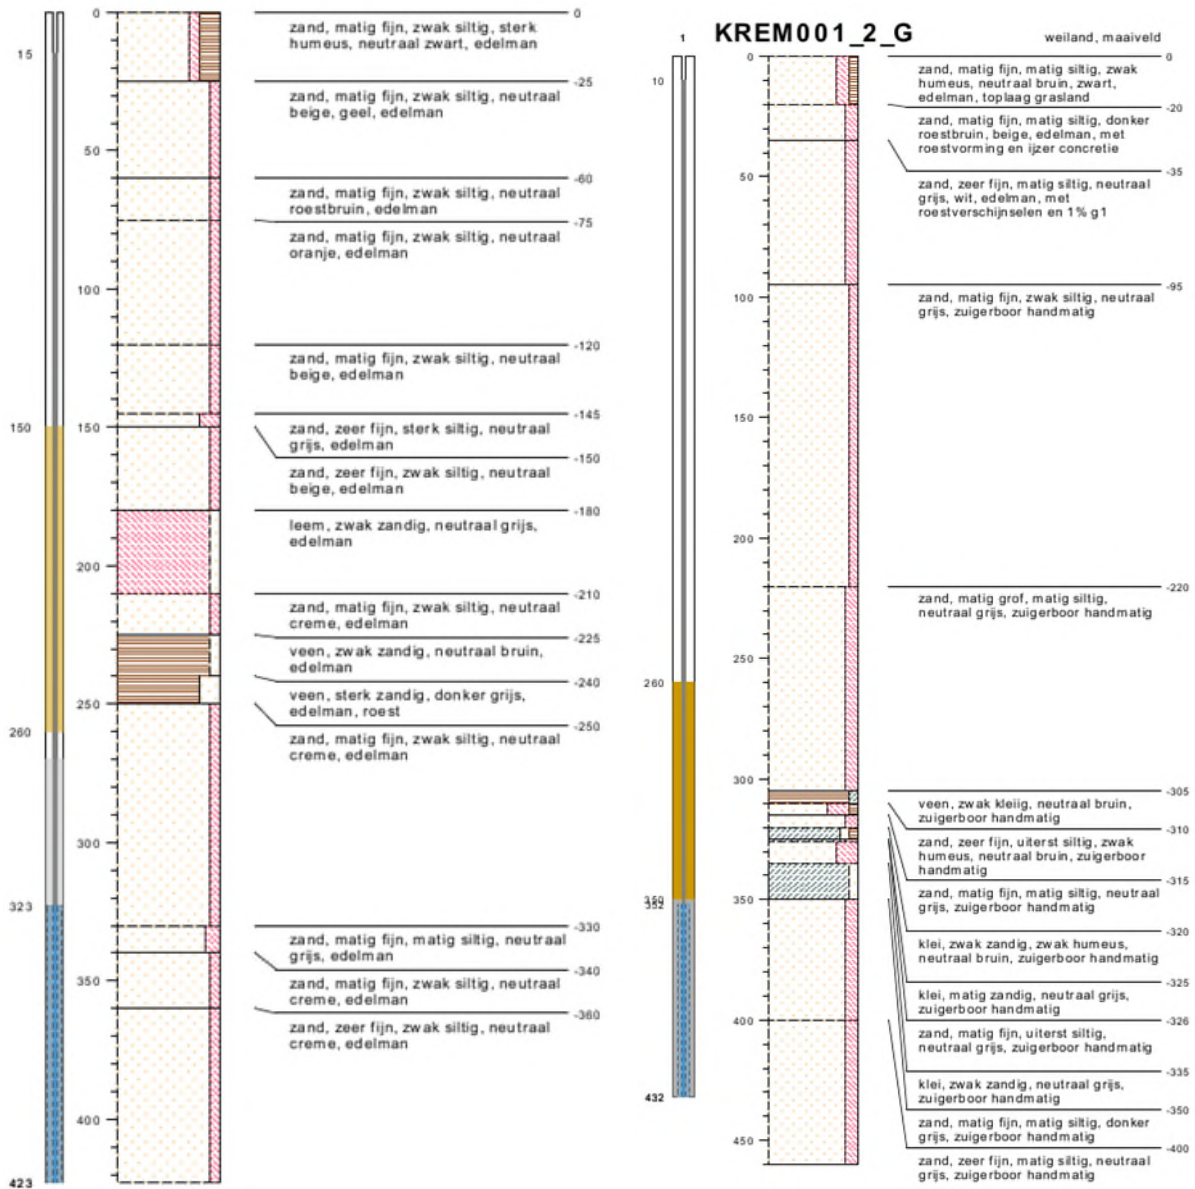 0
15
50
100
150
150
200
250
260
300
323
350
400
423
0
zand, matig fijn, zwak siltig, sterk
humeus, neutraal zwart, edelman
-25
zand, matig fijn, zwak siltig, neutraal
beige, geel, edelman
-60
zand, matig fijn, zwak siltig, neutraal
roestbruin, edelman
-75
zand, matig fijn, zwak siltig, neutraal
oranje, edelman
-120
zand, matig fijn, zwak siltig, neutraal
beige, edelman
-145
zand, zeer fijn, sterk siltig, neutraal
grijs, edelman
-150
zand, zeer fijn, zwak siltig, neutraal
beige, edelman
-180
leem, zwak zandig, neutraal grijs,
edelman
-210
zand, matig fijn, zwak siltig, neutraal
creme, edelman
-225
veen, zwak zandig, neutraal bruin,
edelman
-240
veen, sterk zandig, donker grijs,
edelman, roest
-250
zand, matig fijn, zwak siltig, neutraal
creme, edelman
-330
zand, matig fijn, matig siltig, neutraal
grijs, edelman
-340
zand, matig fijn, zwak siltig, neutraal
creme, edelman
-360
zand, zeer fijn, zwak siltig, neutraal
creme, edelman
1 KREM001_2_G weiland, maaiveld
0
10
50
100
150
200
250
260
300
350
352
350
400
432
450
0
zand, matig fijn, matig siltig, zwak
humeus, neutraal bruin, zwart,
edelman, toplaag grasland
-20
zand, matig fijn, matig siltig, donker
roestbruin, beige, edelman, met
roestvorming en ijzer concretie
-35
zand, zeer fijn, matig siltig, neutraal
grijs, wit, edelman, met
roestverschijnselen en 1% g1
-95
zand, matig fijn, zwak siltig, neutraal
grijs, zuigerboor handmatig
-220
zand, matig grof, matig siltig,
neutraal grijs, zuigerboor handmatig
-305
veen, zwak kleiig, neutraal bruin,
zuigerboor handmatig
-310
zand, zeer fijn, uiterst siltig, zwak
humeus, neutraal bruin, zuigerboor
handmatig
-315
zand, matig fijn, matig siltig, neutraal
grijs, zuigerboor handmatig
-320
klei, zwak zandig, zwak humeus,
neutraal bruin, zuigerboor handmatig
-325
klei, matig zandig, neutraal grijs,
zuigerboor handmatig
-326
zand, matig fijn, uiterst siltig,
neutraal grijs, zuigerboor handmatig
-335
klei, zwak zandig, neutraal grijs,
zuigerboor handmatig
-350
zand, matig fijn, matig siltig, donker
grijs, zuigerboor handmatig
-400
zand, zeer fijn, matig siltig, neutraal
grijs, zuigerboor handmatig